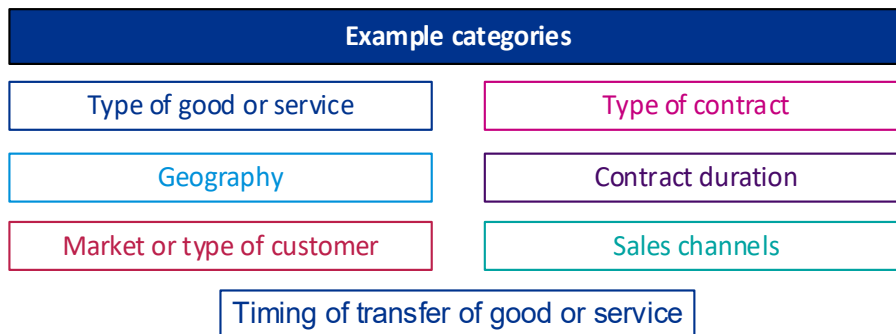 Example categories
Type of good or service
Type of contract
Geography
Contract duration
Market or type of customer
Sales channels
Timing of transfer of good or service